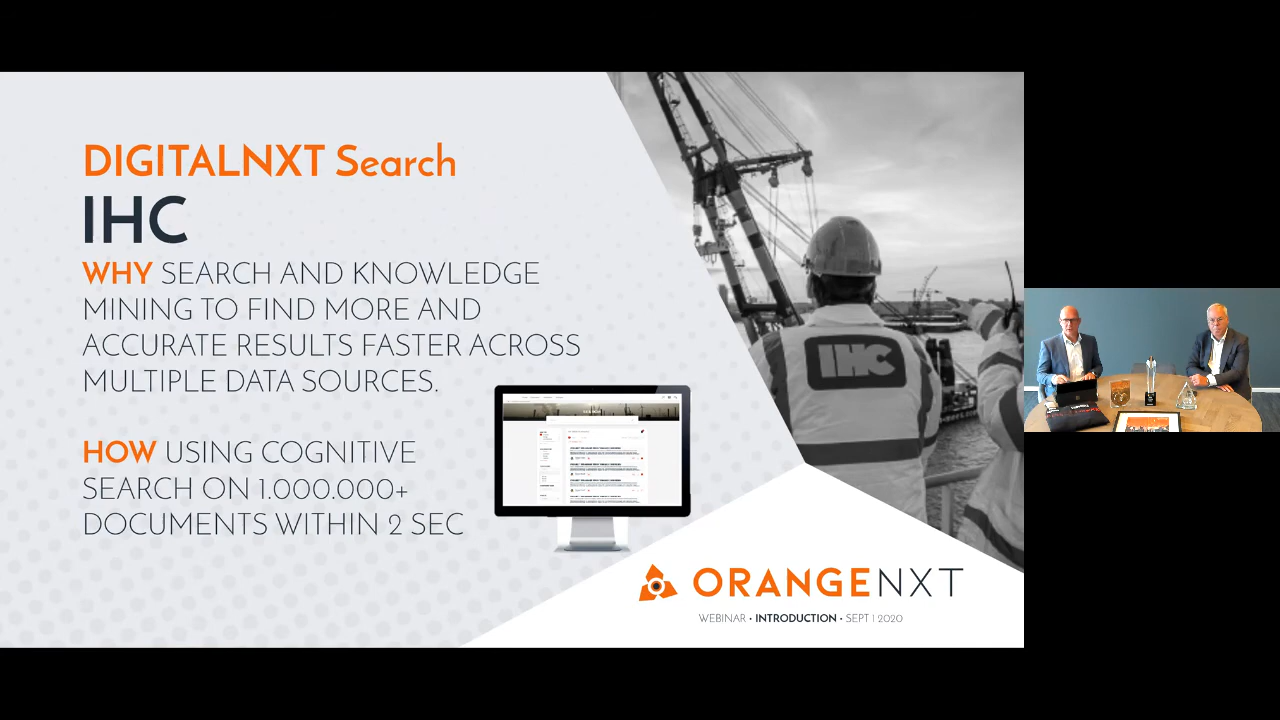 DIGITALNXT Search
IHC
WHY SEARCH AND KNOWLEDGE
MINING TO FIND MORE AND
ACCURATE RESULTS FASTER ACROSS
MULTIPLE DATA SOURCES.
HOW USING COGNITIVE
SEARCH ON 1.000.000+
DOCUMENTS WITHIN 2 SEC
IHC
ORANGENXT
WEBINAR • INTRODUCTION • SEPT | 2020